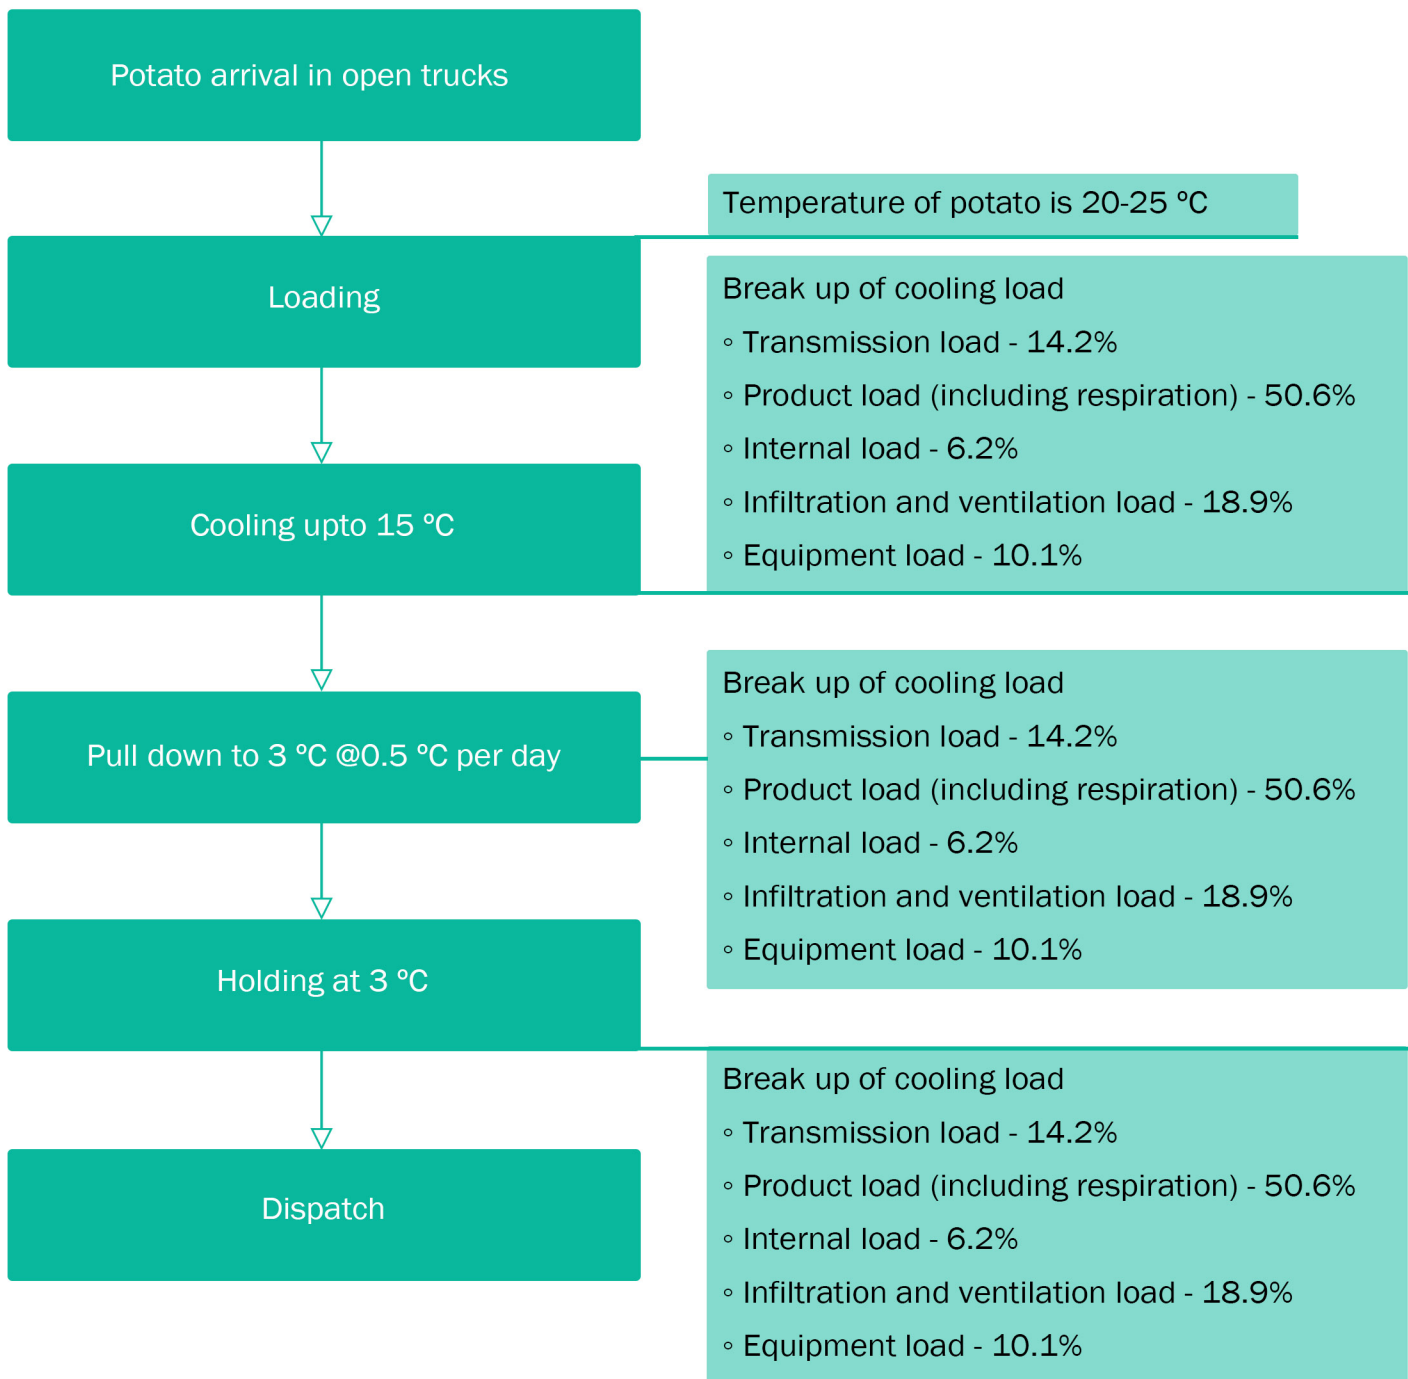 Potato arrival in open trucks
Temperature of potato is 20-25 ºC
Loading
Break up of cooling load
◦ Transmission load - 14.2%
◦ Product load (including respiration) - 50.6%
◦ Internal load - 6.2%
◦ Infiltration and ventilation load - 18.9%
◦ Equipment load - 10.1%
Cooling upto 15 ºC
Pull down to 3 ºC @0.5 ºC per day
Break up of cooling load
◦ Transmission load - 14.2%
◦ Product load (including respiration) - 50.6%
◦ Internal load - 6.2%
◦ Infiltration and ventilation load - 18.9%
◦ Equipment load - 10.1%
Holding at 3 ºC
Break up of cooling load
◦ Transmission load - 14.2%
◦ Product load (including respiration) - 50.6%
◦ Internal load - 6.2%
◦ Infiltration and ventilation load - 18.9%
◦ Equipment load - 10.1%
Dispatch